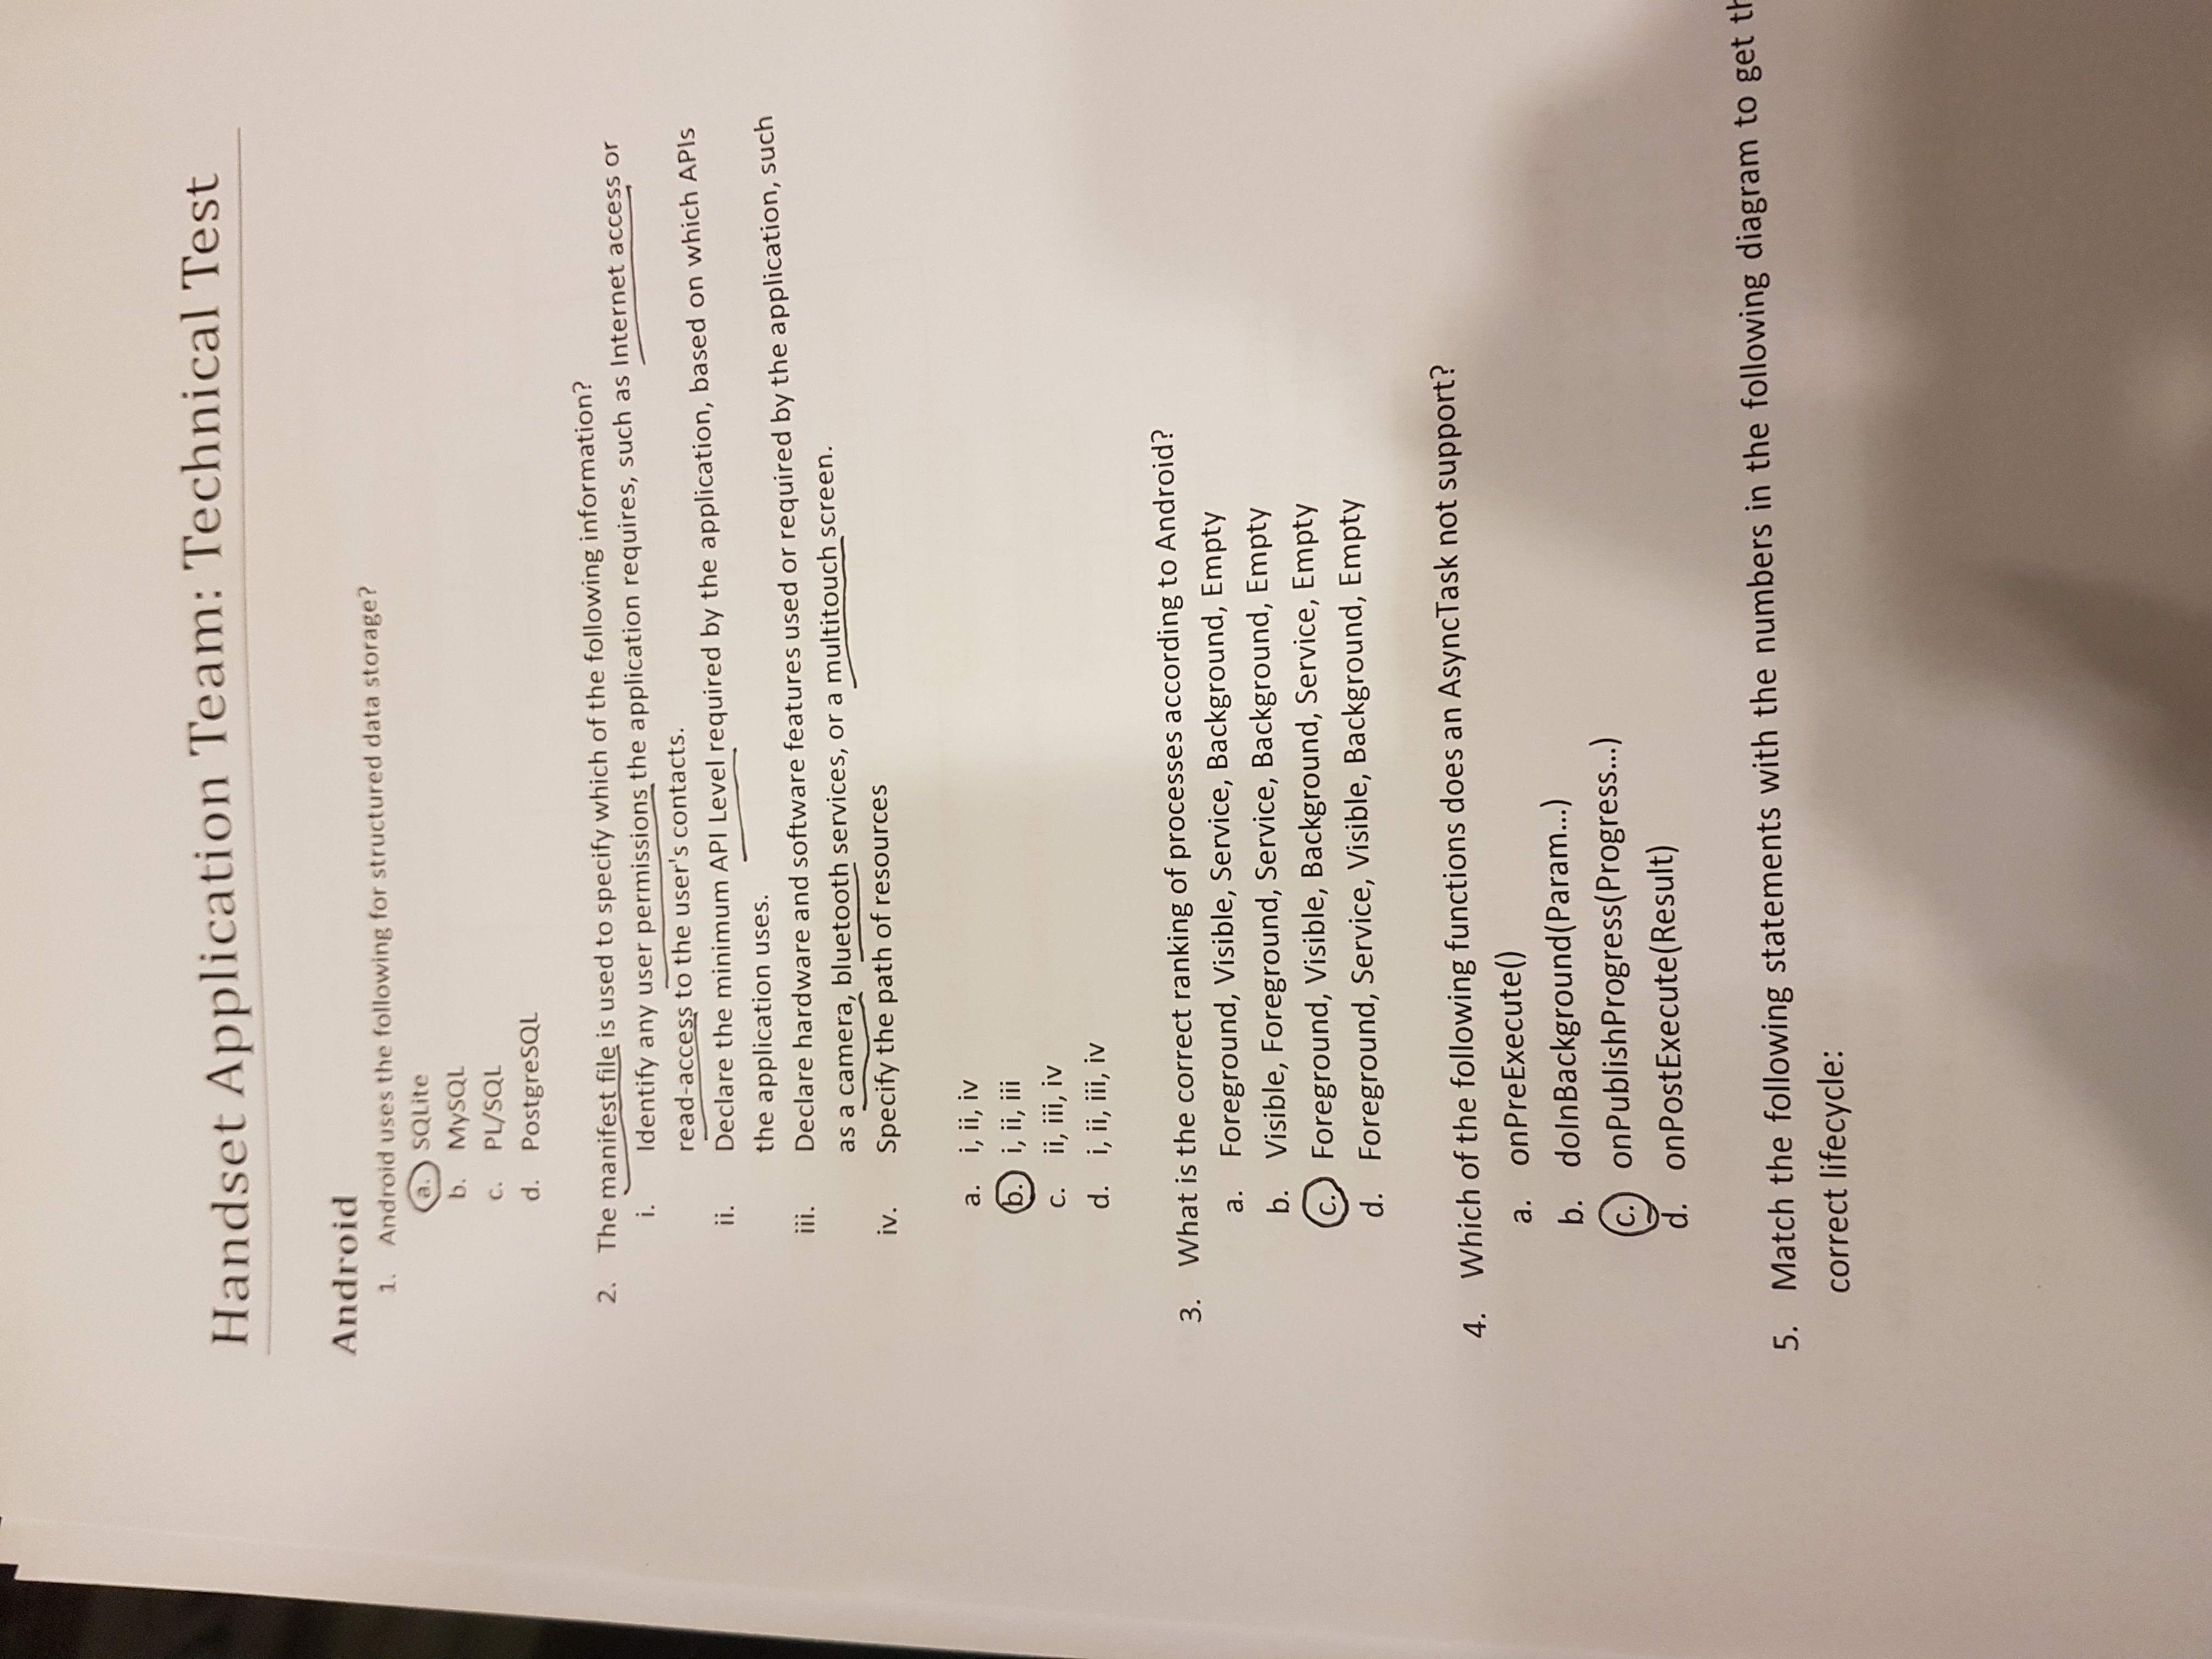 Handset Application Team: Technical Test
Android
1. Android uses the following for structured data storage?
a. SQLite
b. MySQL
c. PL/SQL
d. PostgreSQL
2. The manifest file is used to specify which of the following information?
i. Identify any user permissions the application requires, such as Internet access or
read-access to the user's contacts.
ii. Declare the minimum API Level required by the application, based on which APIs
the application uses.
iii. Declare hardware and software features used or required by the application, such
as a camera, bluetooth services, or a multitouch screen.
iv. Specify the path of resources
a. i, ii, iv
b. i, ii, iii
c. ii, iii, iv
d. i, ii, iii, iv
3. What is the correct ranking of processes according to Android?
a. Foreground, Visible, Service, Background, Empty
b. Visible, Foreground, Service, Background, Empty
c. Foreground, Visible, Background, Service, Empty
d. Foreground, Service, Visible, Background, Empty
4. Which of the following functions does an AsyncTask not support?
a. onPreExecute()
b. doInBackground(Param...)
c. onPublishProgress(Progress...)
d. onPostExecute(Result)
5. Match the following statements with the numbers in the following diagram to get
correct lifecycle: